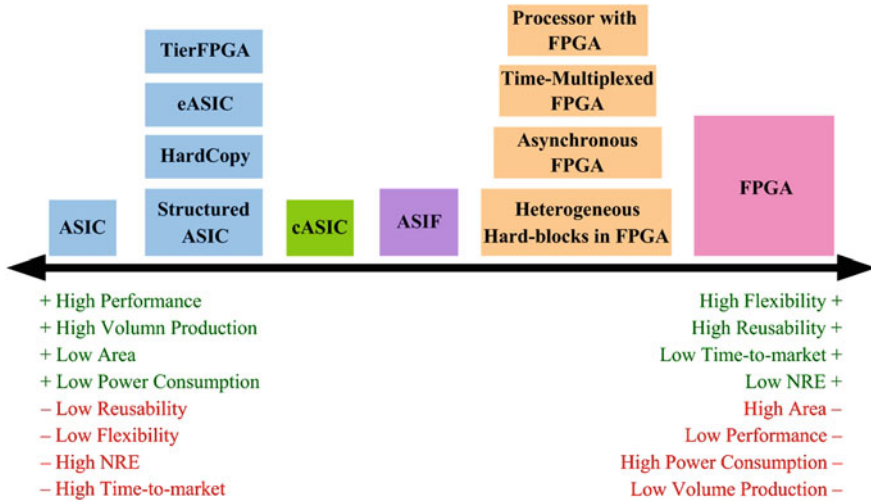 TierFPGA
eASIC
HardCopy
Structured
ASIC
ASIC
cASIC
ASIF
Processor with
FPGA
Time-Multiplexed
FPGA
Asynchronous
FPGA
Heterogeneous
Hard-blocks in FPGA
FPGA
+ High Performance
+ High Volumn Production
+ Low Area
+ Low Power Consumption
– Low Reusability
– Low Flexibility
– High NRE
– High Time-to-market
High Flexibility +
High Reusability +
Low Time-to-market +
Low NRE +
High Area –
Low Performance –
High Power Consumption –
Low Volume Production –